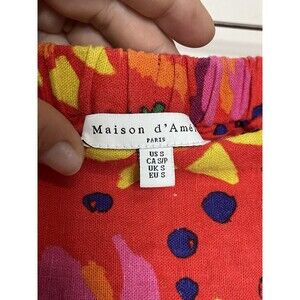 Maison d'Amé
PARIS
US S
CA S/P
UK S
EU S